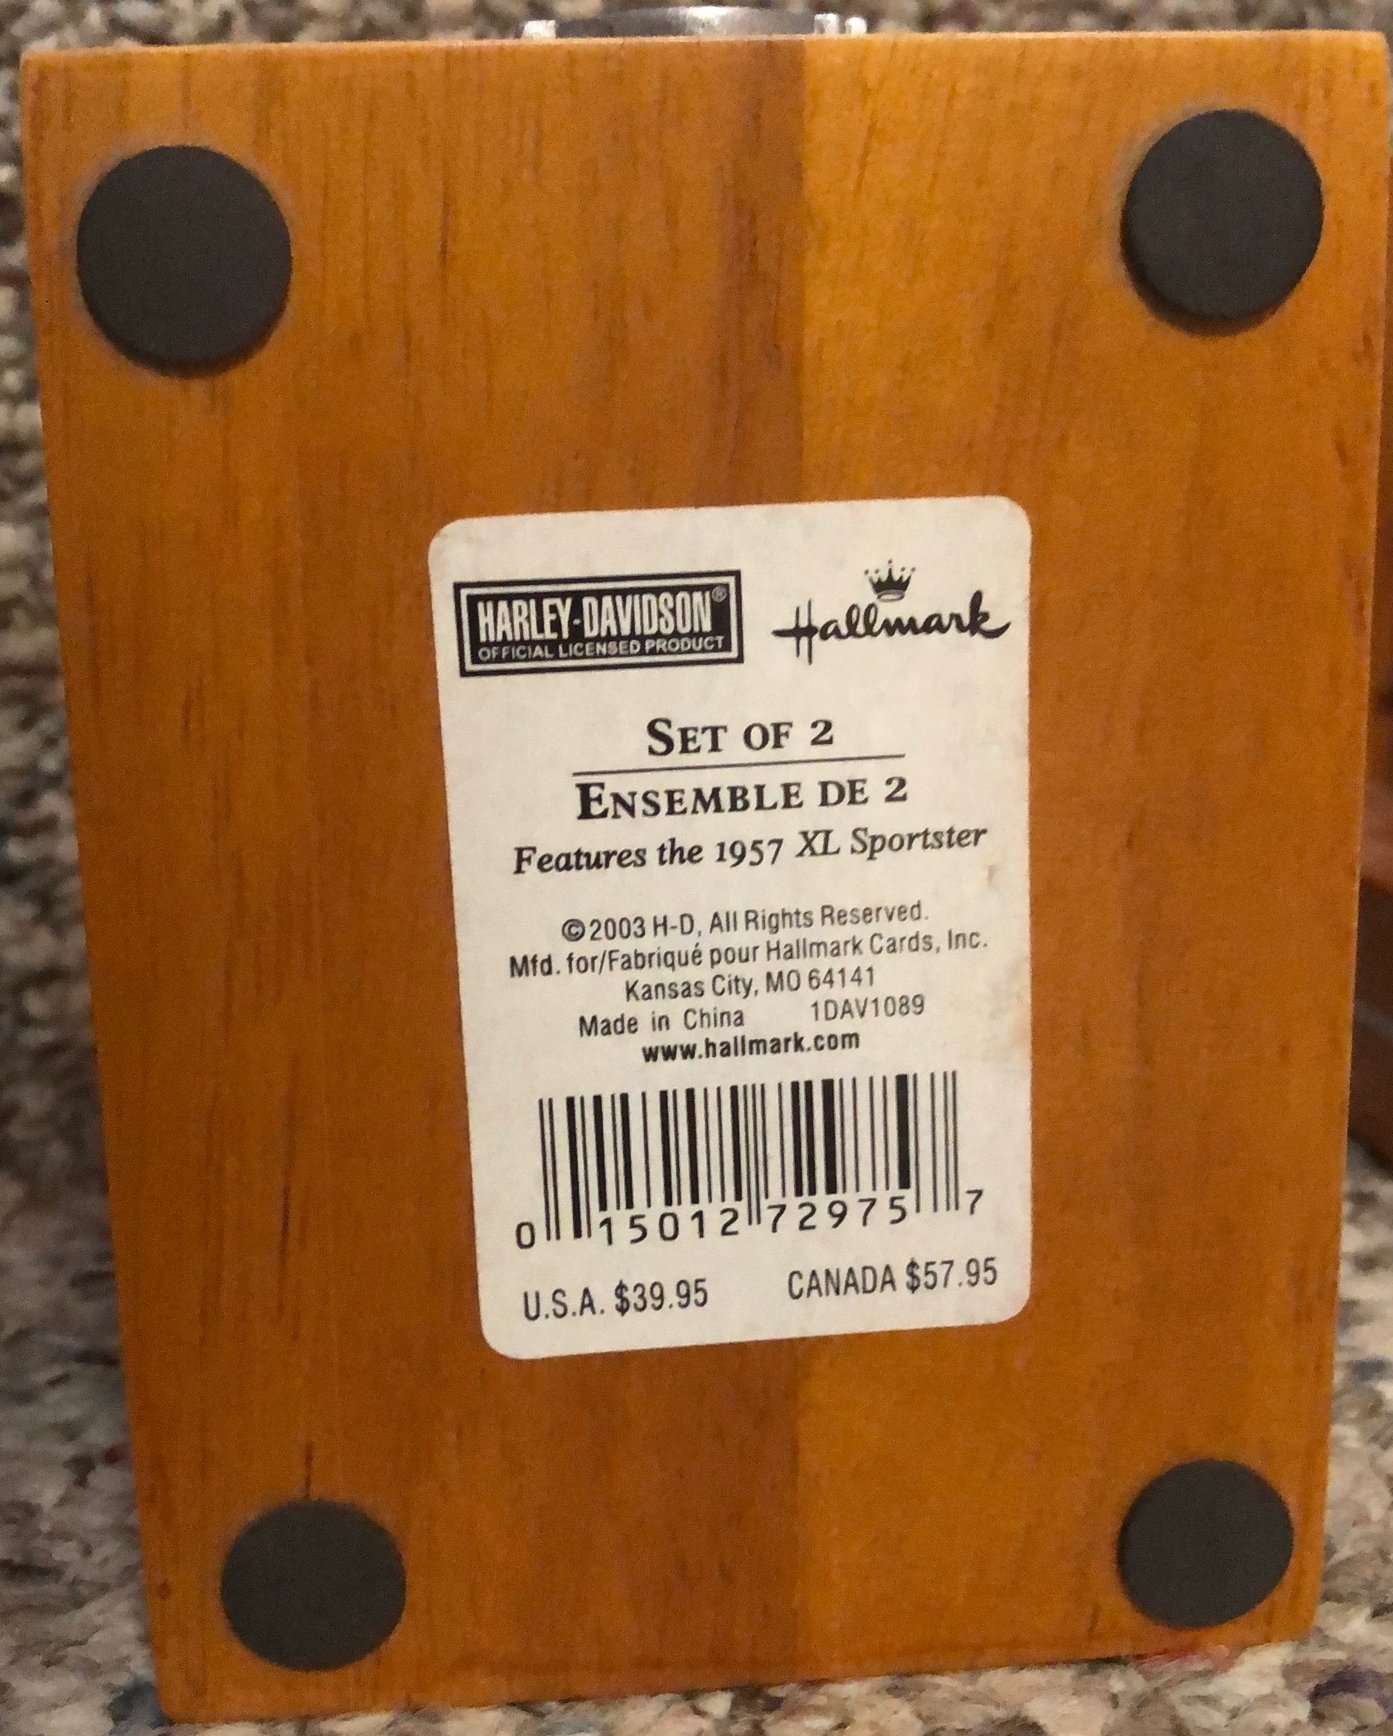 HARLEY-DAVIDSON®
OFFICIAL LICENSED PRODUCT
Hallmark
SET OF 2
ENSEMBLE DE 2
Features the 1957 XL Sportster
©2003 H-D, All Rights Reserved.
Mfd. for/Fabriqué pour Hallmark Cards, Inc.
Kansas City, MO 64141
Made in China 1DAV1089
www.hallmark.com
0 15012 72975 7
U.S.A. $39.95 CANADA $57.95